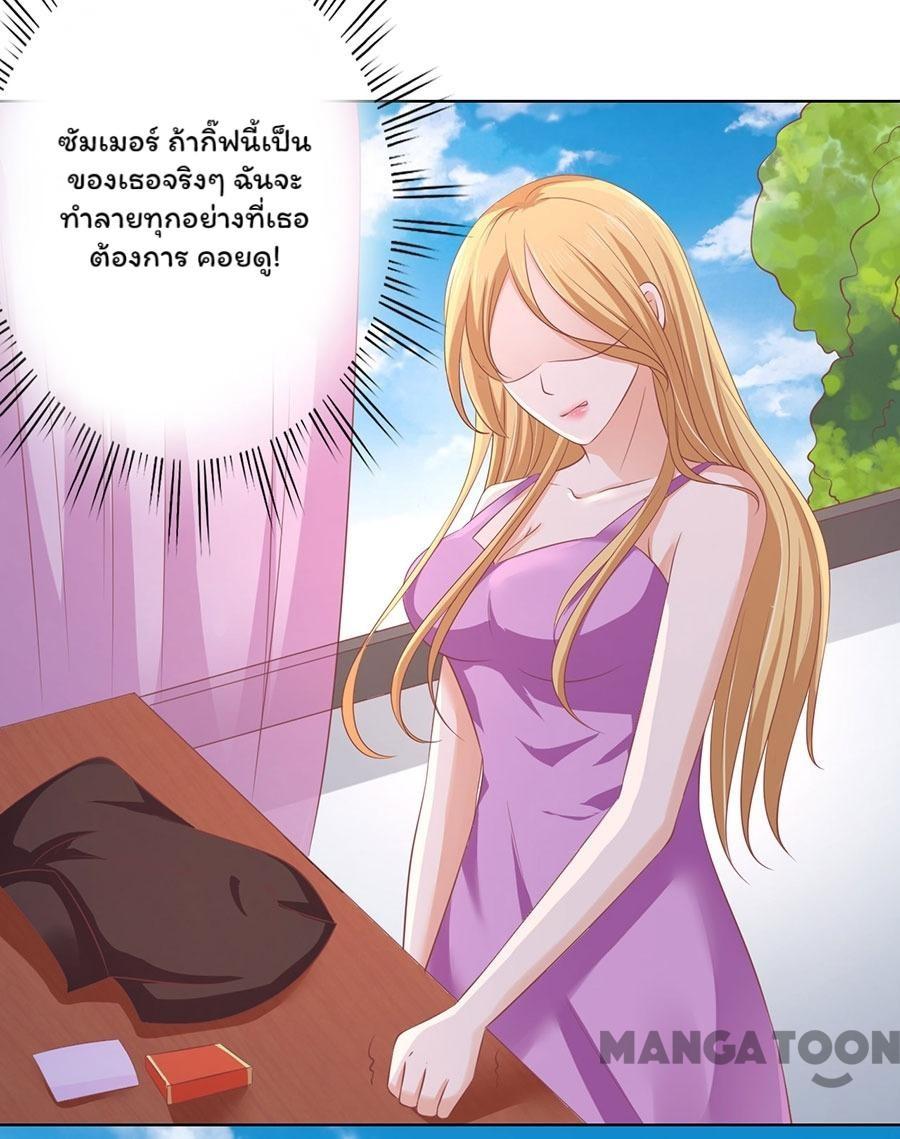 ซัมเมอร์ ถ้ากิ๊ฟนี้เป็น
ของเธอจริงๆ ฉันจะ
ทำลายทุกอย่างที่เธอ
ต้องการ คอยดู!
MANGATOON